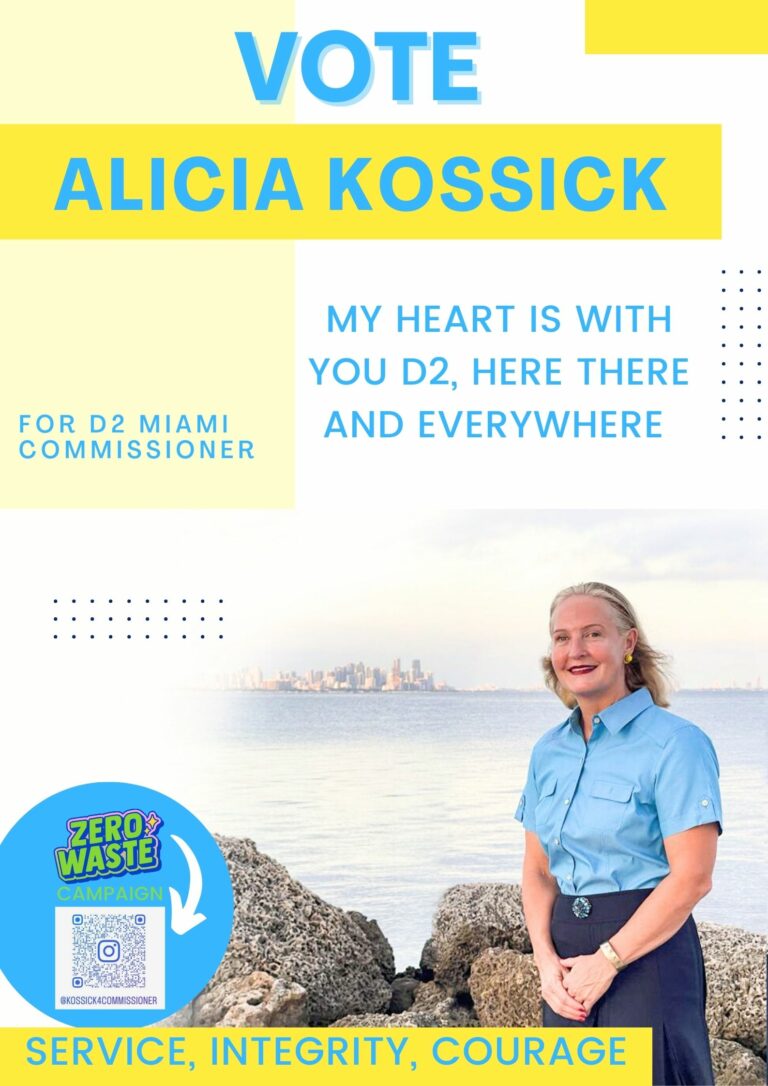 VOTE
ALICIA KOSSICK
MY HEART IS WITH
YOU D2, HERE THERE
AND EVERYWHERE
FOR D2 MIAMI
COMMISSIONER
ZERO
WASTE
CAMPAIGN
@KOSSICK4COMMISSIONER
SERVICE, INTEGRITY, COURAGE